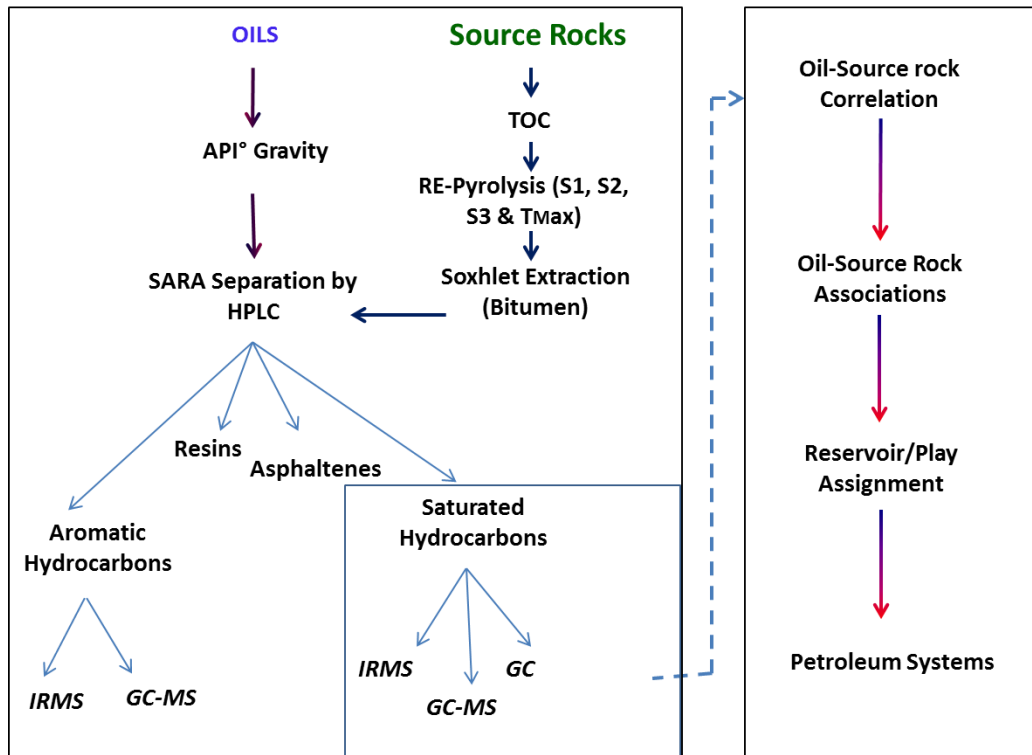 OILS
Source Rocks
API° Gravity
TOC
RE-Pyrolysis (S1, S2,
S3 & TMax)
SARA Separation by
HPLC
Soxhlet Extraction
(Bitumen)
Resins
Asphaltenes
Aromatic
Hydrocarbons
Saturated
Hydrocarbons
IRMS
GC-MS
IRMS
GC
GC-MS
Oil-Source rock
Correlation
Oil-Source Rock
Associations
Reservoir/Play
Assignment
Petroleum Systems